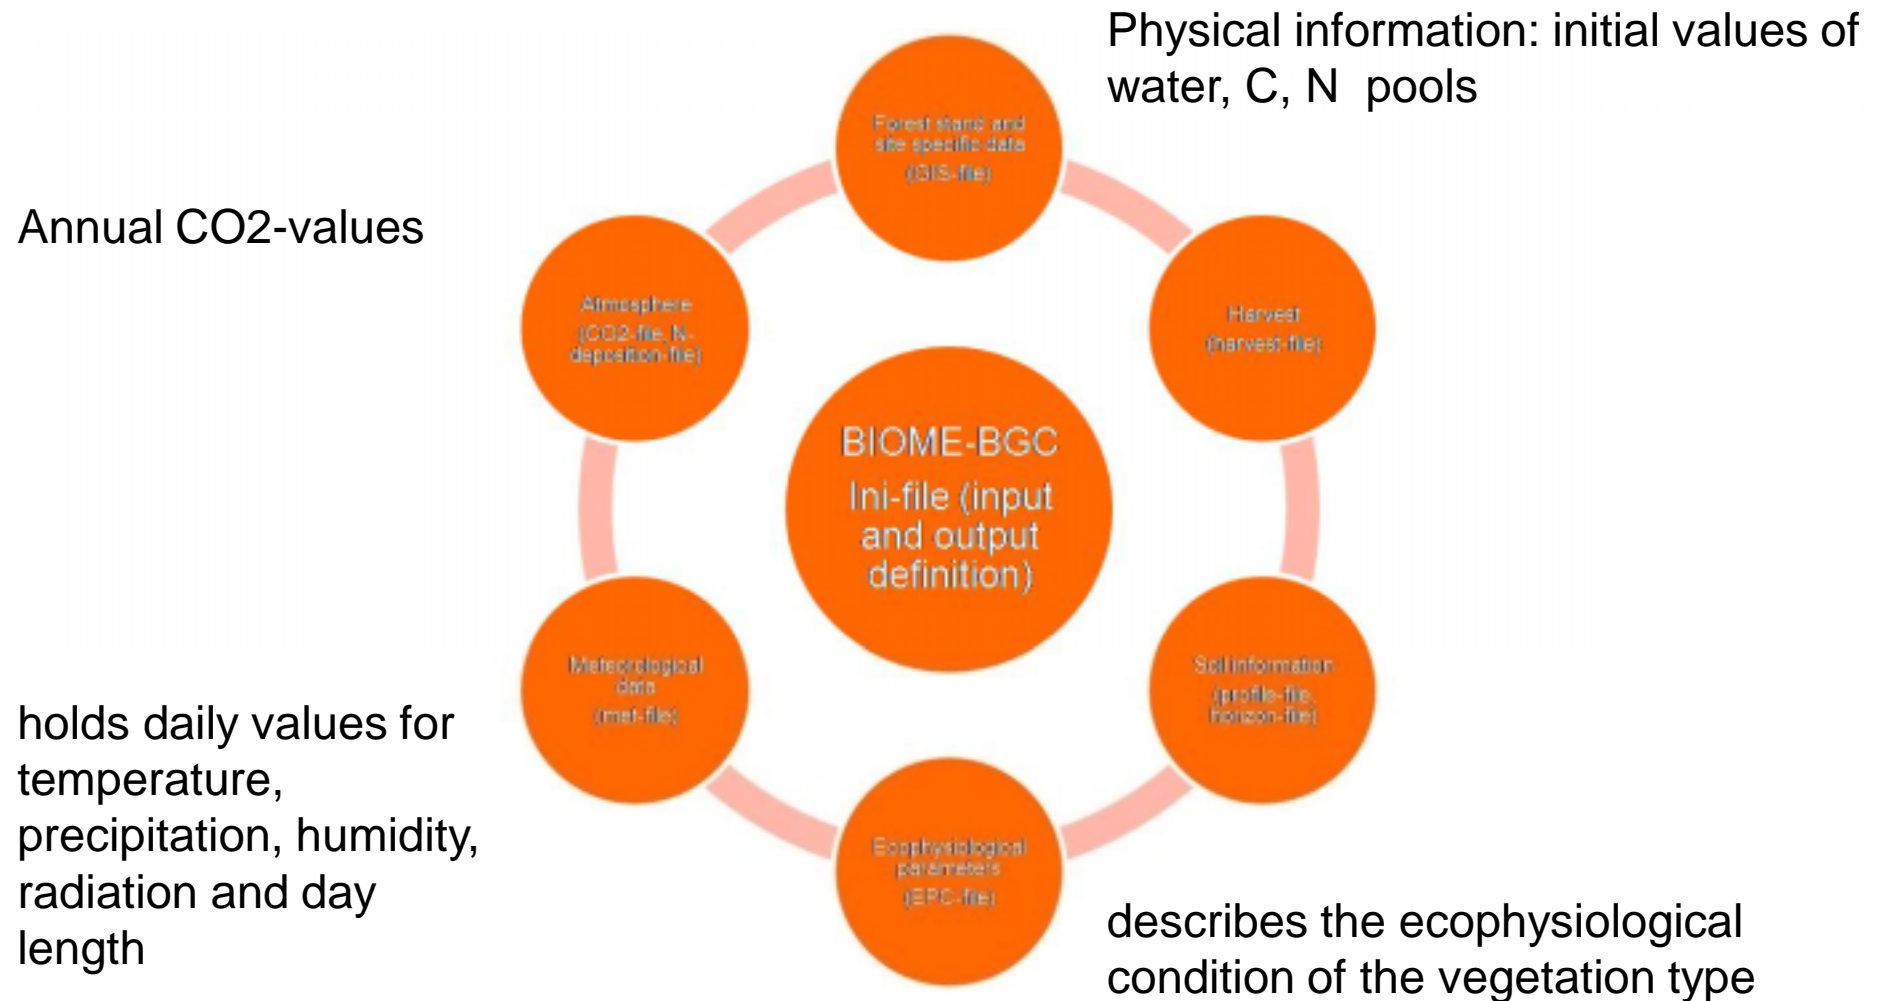 Physical information: initial values of
water, C, N pools
Forest stand and
site specific data
(GIS-file)
Annual CO2-values
Atmosphere
(CO2-file, N-
deposition-file)
Harvest
(harvest-file)
BIOME-BGC
Ini-file (input
and output
definition)
Meteorological
data
(met-file)
Soil information
(profile-file,
horizon-file)
holds daily values for
temperature,
precipitation, humidity,
radiation and day
length
Ecophysiological
parameters
(EPC-file)
describes the ecophysiological
condition of the vegetation type